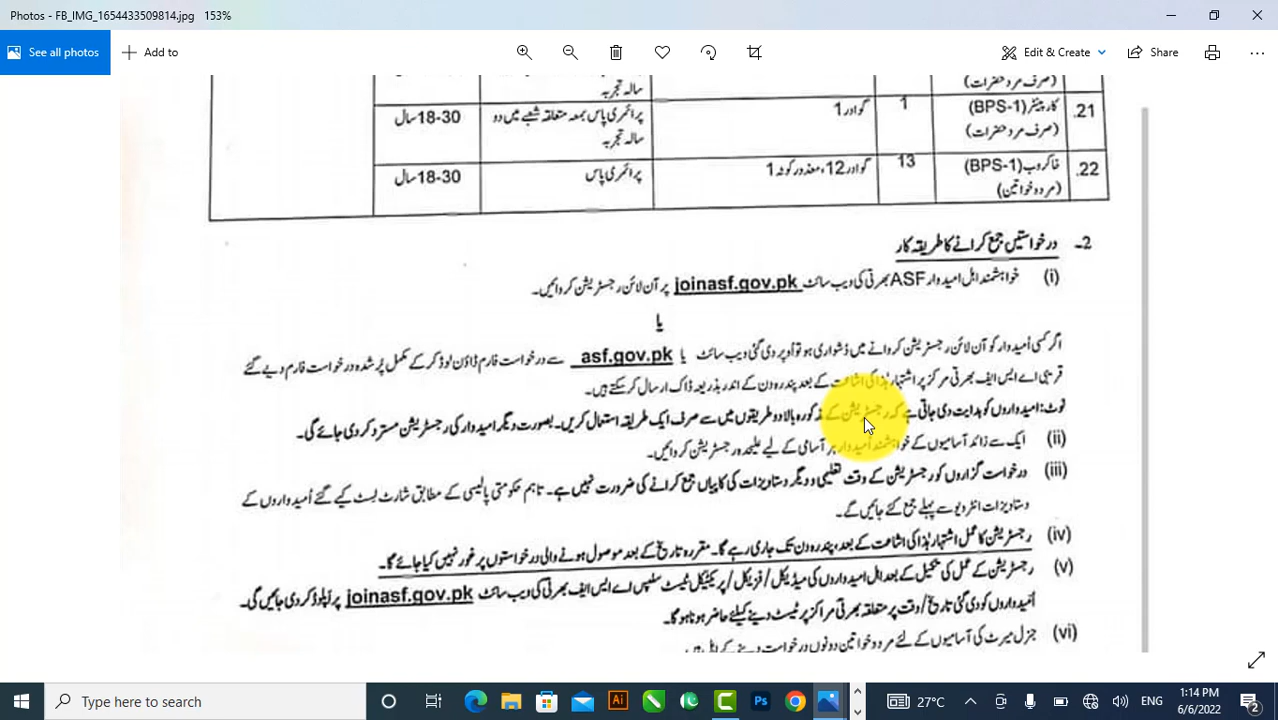 Photos - FB_IMG_1654433509814.jpg   153%
See all photos
Add to
Edit & Create
Share
سالہ تجربہ
(صرف مرد حضرات)
21.
کارپینٹر (BPS-1)
(صرف مرد حضرات)
1
گوادر 1
پرائمری پاس بمعہ متعلقہ شعبے میں دو
سالہ تجربہ
18-30 سال
22.
خاکروب (BPS-1)
(مرد و خواتین)
13
گوادر 12، معذور کوٹہ 1
پرائمری پاس
18-30 سال
2۔ درخواستیں جمع کرانے کا طریقہ کار
(i) خواہشمند اہل امیدوار ASF بھرتی کی ویب سائٹ joinasf.gov.pk پر آن لائن رجسٹریشن کروائیں۔
یا
اگر کسی اُمیدوار کو آن لائن رجسٹریشن کروانے میں دُشواری ہو تو اُوپر دی گئی ویب سائٹ یا asf.gov.pk سے درخواست فارم ڈاؤن لوڈ کر کے مکمل پُر شدہ درخواست فارم دیے گئے
قریبی اے ایس ایف بھرتی مرکز پر اشتہار ہٰذا کی اشاعت کے بعد پندرہ دن کے اندر بذریعہ ڈاک ارسال کر سکتے ہیں۔
نوٹ: امیدواروں کو ہدایت دی جاتی ہے کہ رجسٹریشن کے مذکورہ بالا دو طریقوں میں سے صرف ایک طریقہ استعمال کریں۔ بصورت دیگر امیدوار کی رجسٹریشن مسترد کر دی جائے گی۔
(ii) ایک سے زائد آسامیوں کے خواہشمند اُمیدوار ہر آسامی کے لیے علیحدہ رجسٹریشن کروائیں۔
(iii) درخواست گزاروں کو رجسٹریشن کے وقت تعلیمی و دیگر دستاویزات کی کاپیاں جمع کرانے کی ضرورت نہیں ہے۔ تاہم حکومتی پالیسی کے مطابق شارٹ لسٹ کیے گئے اُمیدواروں کے
دستاویزات انٹرویو سے پہلے جمع کئے جائیں گے۔
(iv) رجسٹریشن کا عمل اشتہار ہٰذا کی اشاعت کے بعد، پندرہ دن تک جاری رہے گا۔ مقررہ تاریخ کے بعد موصول ہونے والی درخواستوں پر غور نہیں کیا جائے گا۔
(v) رجسٹریشن کے عمل کی تکمیل کے بعد اہل امیدواروں کی میڈیکل / فزیکل / پریکٹیکل ٹیسٹ سلپس اے ایس ایف بھرتی کی ویب سائٹ joinasf.gov.pk پر اَپلوڈ کر دی جائیں گی۔
اُمیدواروں کو دی گئی تاریخ / وقت پر متعلقہ بھرتی مراکز پر ٹیسٹ دینے کیلئے حاضر ہونا ہوگا۔
(vi) جنرل میرٹ کی آسامیوں کے لئے مرد و خواتین دونوں درخواست دینے کے اہل ہیں
Type here to search
27°C
ENG
1:14 PM
6/6/2022
2